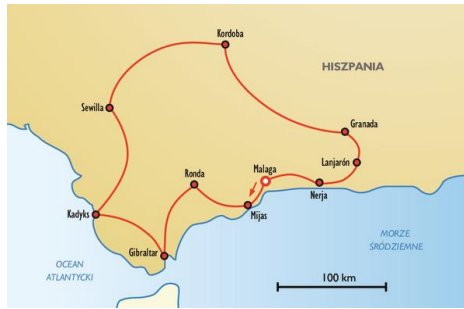 Kordoba
HISZPANIA
Sewilla
Granada
Lanjarón
Ronda
Malaga
Nerja
Kadyks
Mijas
MORZE
ŚRÓDZIEMNE
Gibraltar
OCEAN
ATLANTYCKI
100 km